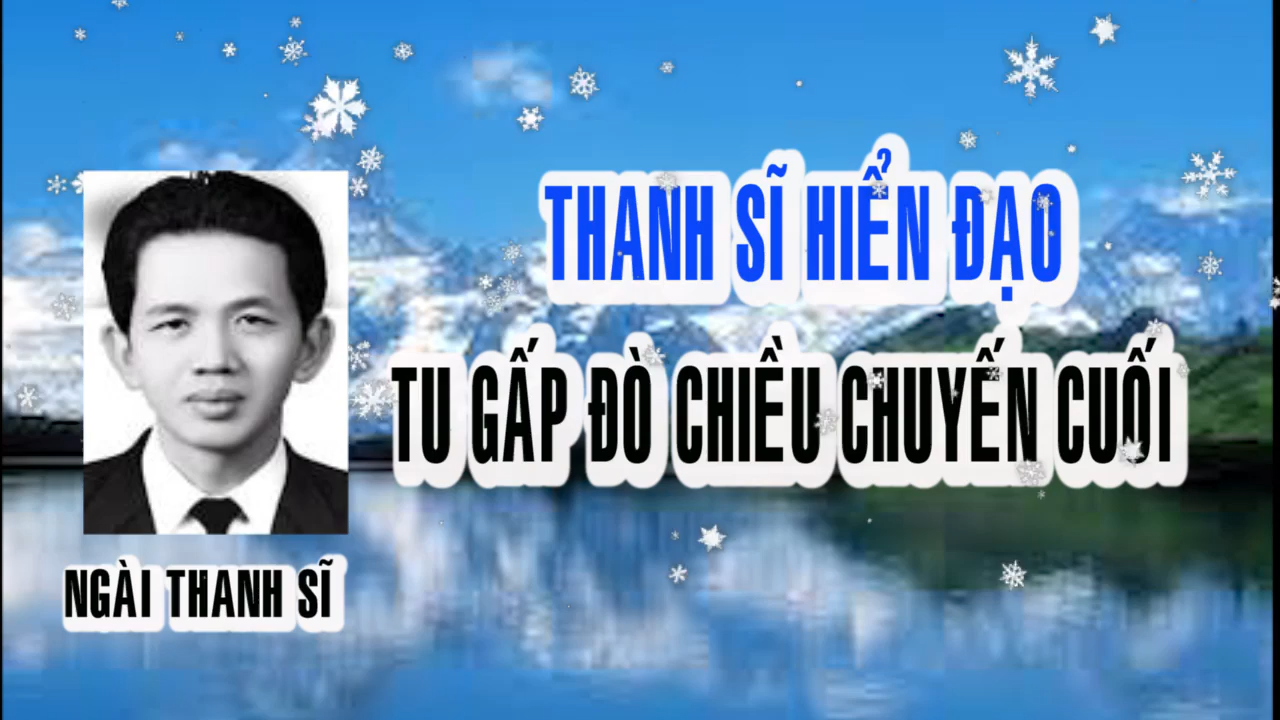 THANH SĨ HIỂN ĐẠO
TU GẤP ĐÒ CHIỀU CHUYẾN CUỐI
NGÀI THANH SĨ